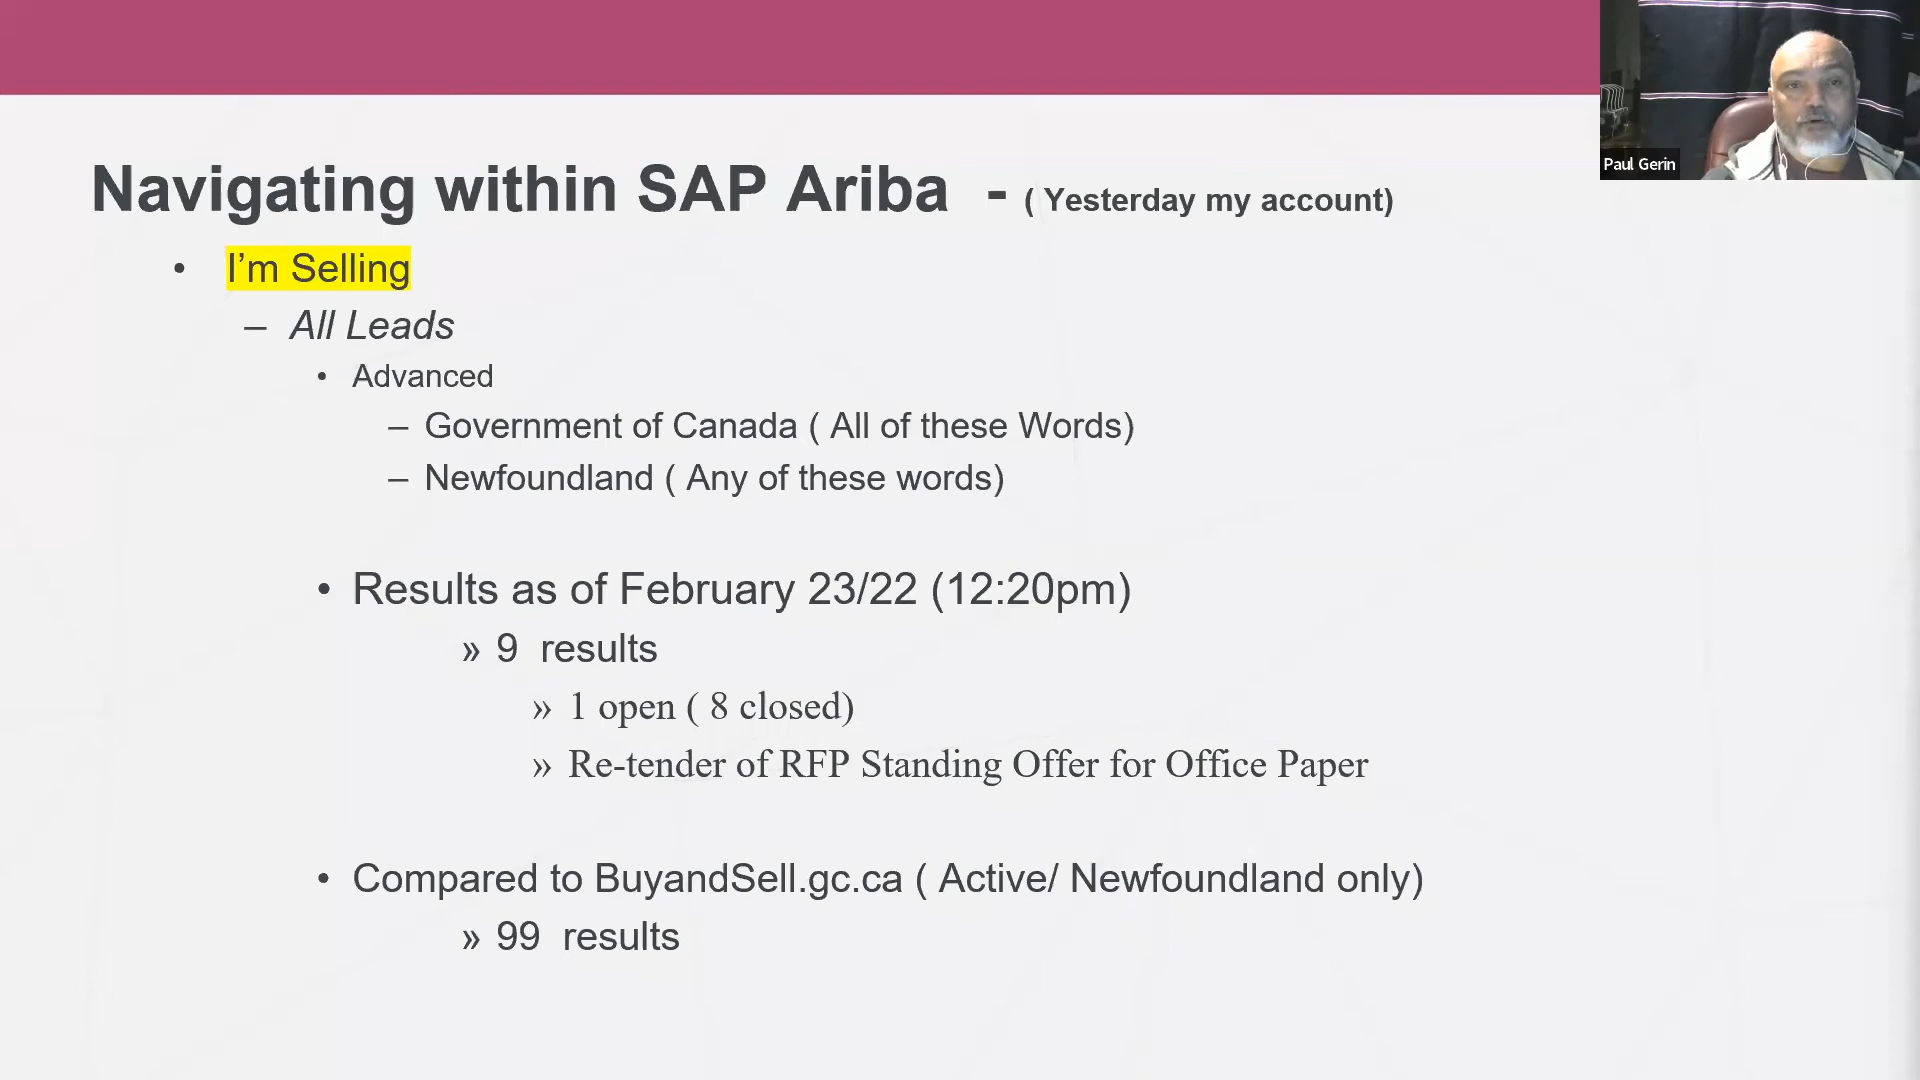 Navigating within SAP Ariba - ( Yesterday my account)
• I’m Selling
– All Leads
• Advanced
– Government of Canada ( All of these Words)
– Newfoundland ( Any of these words)
• Results as of February 23/22 (12:20pm)
» 9 results
» 1 open ( 8 closed)
» Re-tender of RFP Standing Offer for Office Paper
• Compared to BuyandSell.gc.ca ( Active/ Newfoundland only)
» 99 results
Paul Gerin